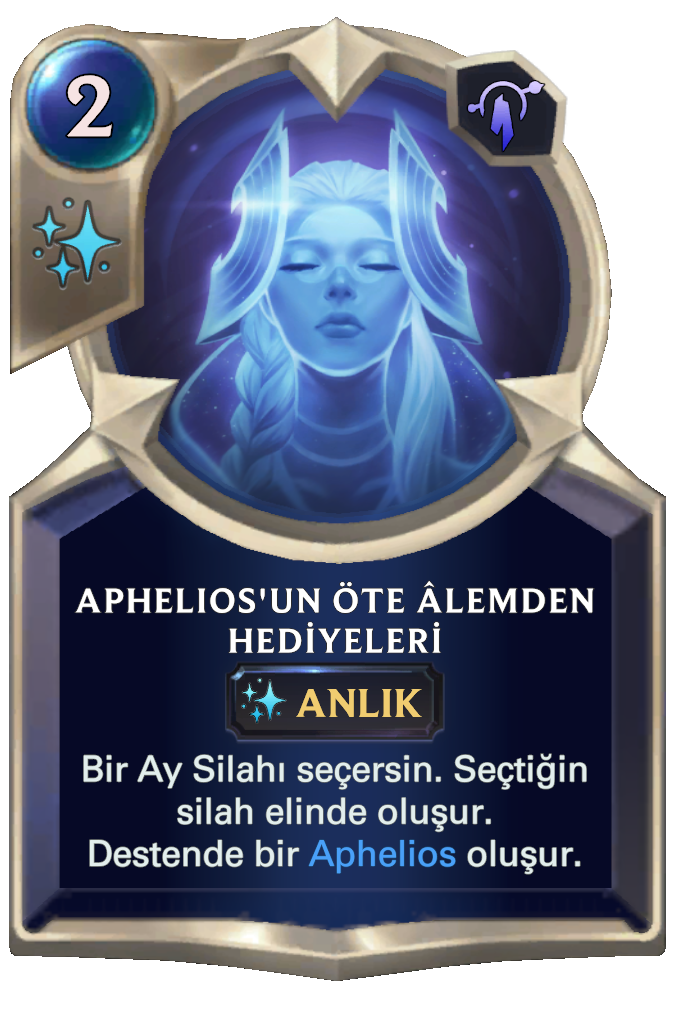 2
APHELIOS'UN ÖTE ÂLEMDEN
HEDİYELERİ
ANLIK
Bir Ay Silahı seçersin. Seçtiğin
silah elinde oluşur.
Destende bir Aphelios oluşur.